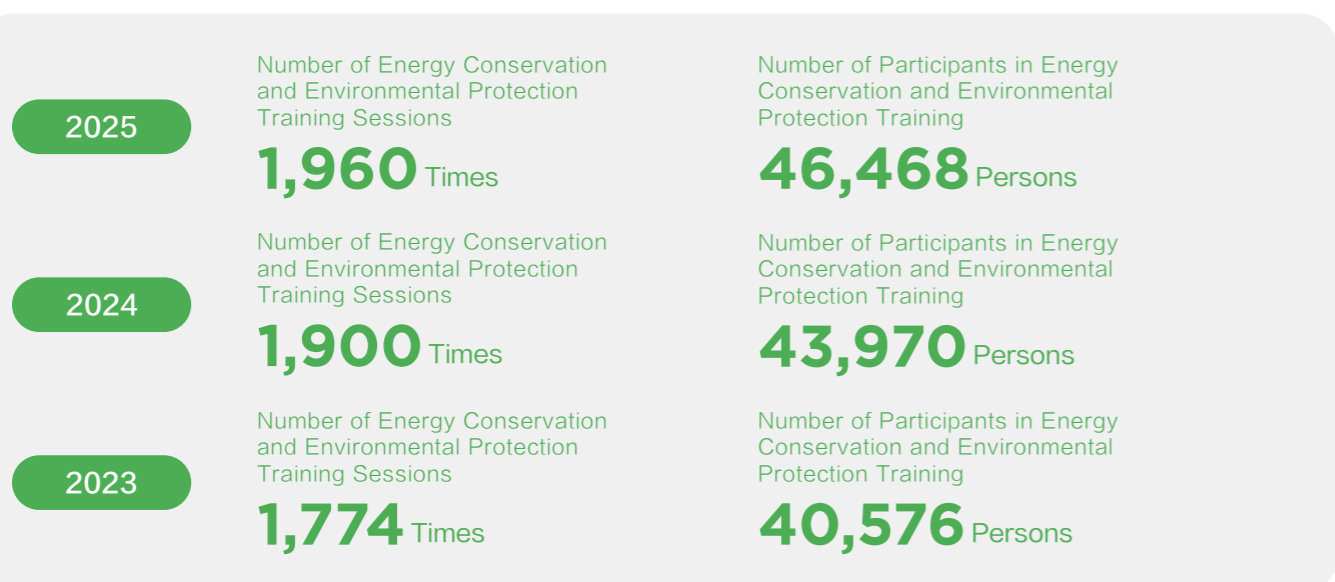 2025
Number of Energy Conservation
and Environmental Protection
Training Sessions
1,960 Times
Number of Participants in Energy
Conservation and Environmental
Protection Training
46,468 Persons
2024
Number of Energy Conservation
and Environmental Protection
Training Sessions
1,900 Times
Number of Participants in Energy
Conservation and Environmental
Protection Training
43,970 Persons
2023
Number of Energy Conservation
and Environmental Protection
Training Sessions
1,774 Times
Number of Participants in Energy
Conservation and Environmental
Protection Training
40,576 Persons